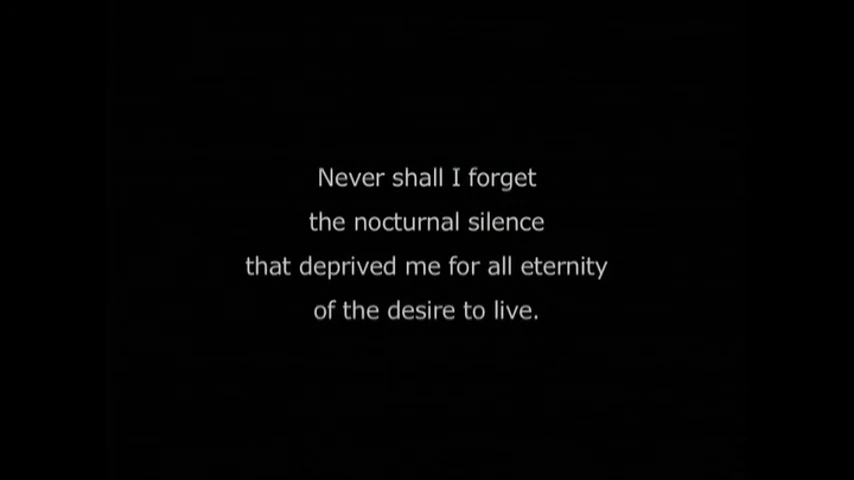 Never shall I forget
the nocturnal silence
that deprived me for all eternity
of the desire to live.